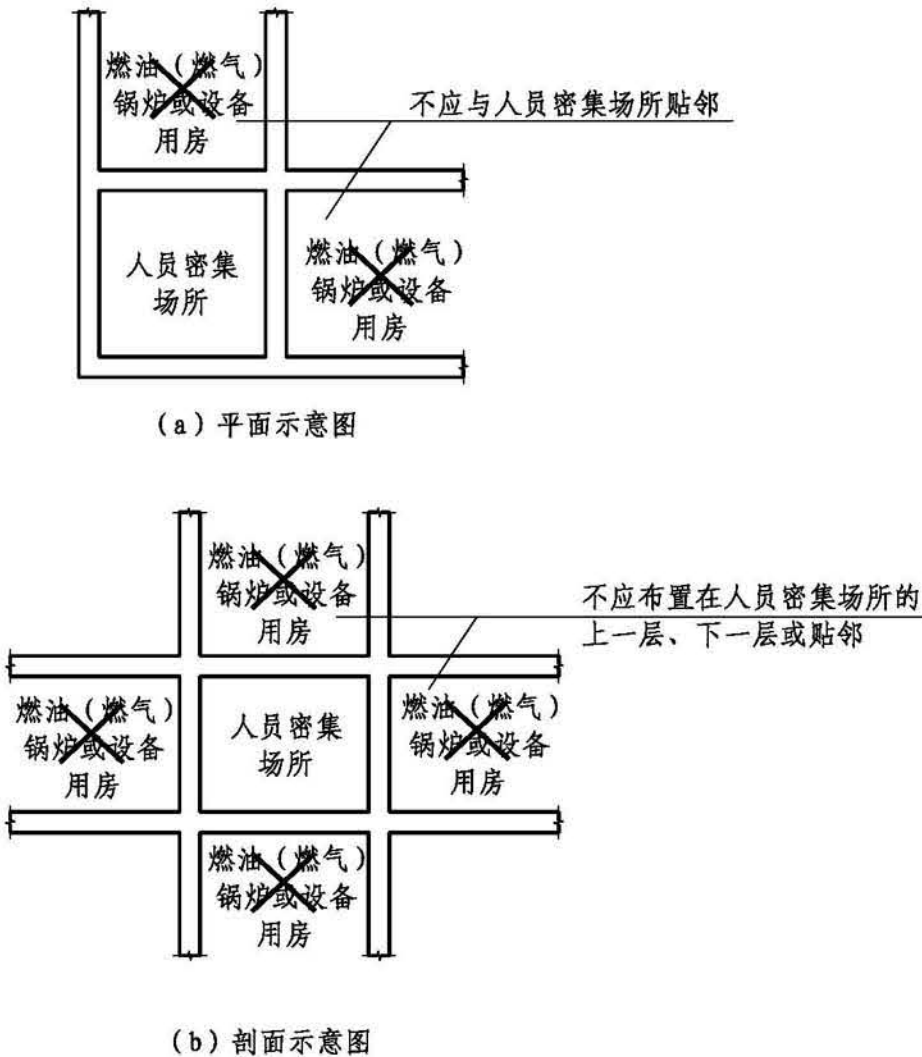 燃油（燃气）
锅炉或设备
用房
不应与人员密集场所贴邻
人员密集
场所
燃油（燃气）
锅炉或设备
用房
（a）平面示意图
燃油（燃气）
锅炉或设备
用房
不应布置在人员密集场所的
上一层、下一层或贴邻
燃油（燃气）
锅炉或设备
用房
人员密集
场所
燃油（燃气）
锅炉或设备
用房
燃油（燃气）
锅炉或设备
用房
（b）剖面示意图